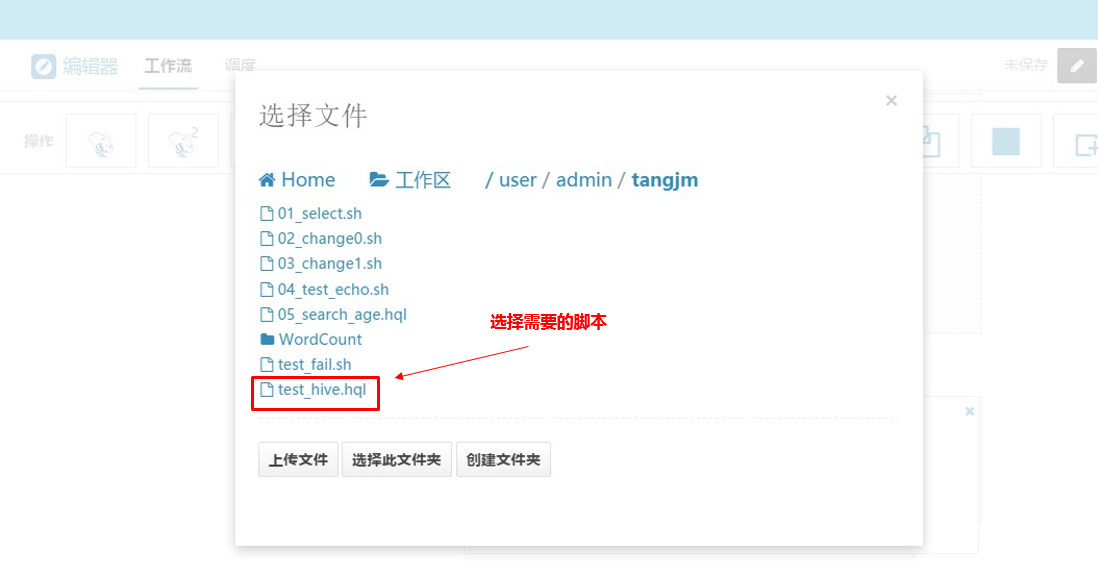 编辑器 工作流 调度 未保存
选择文件 ×
操作 2
Home 工作区 / user / admin / tangjm
01_select.sh
02_change0.sh
03_change1.sh
04_test_echo.sh
05_search_age.hql
选择需要的脚本
WordCount
test_fail.sh
test_hive.hql
上传文件 选择此文件夹 创建文件夹